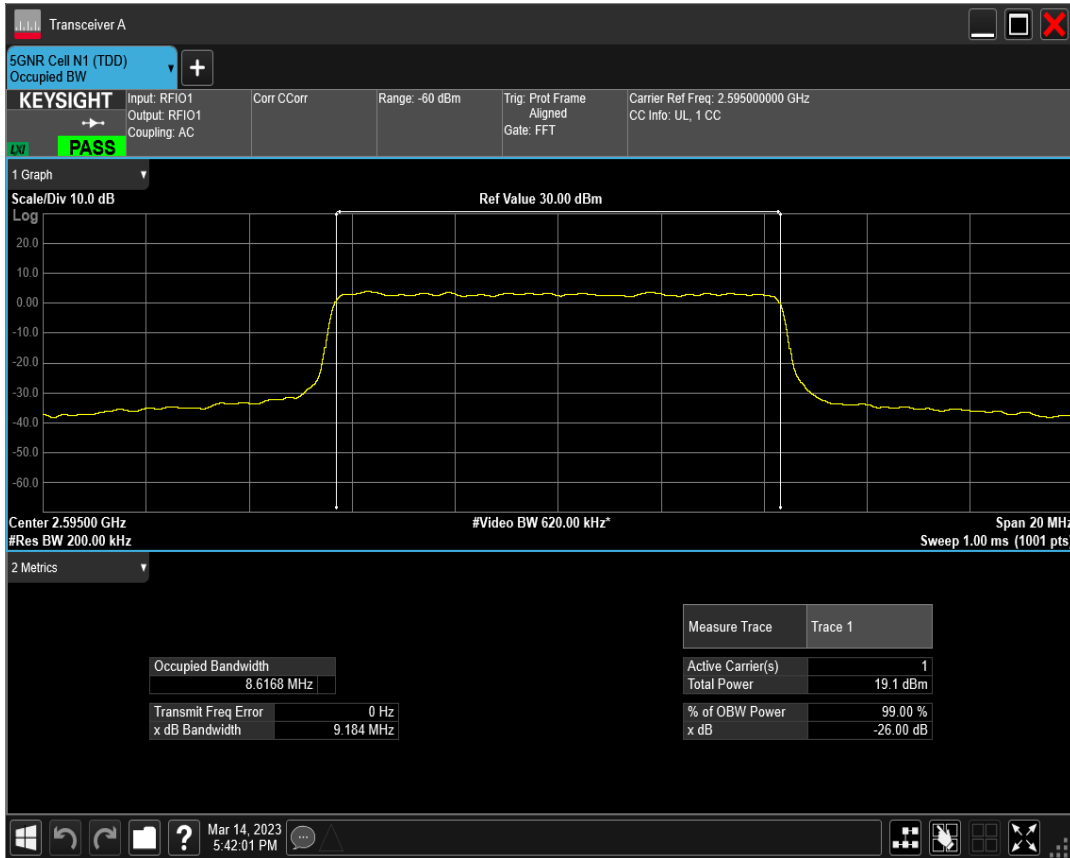 Transceiver A
5GNR Cell N1 (TDD)
Occupied BW
+
KEYSIGHT
LXI
PASS
Input: RFIO1
Output: RFIO1
Coupling: AC
Corr CCorr
Range: -60 dBm
Trig: Prot Frame
Aligned
Gate: FFT
Carrier Ref Freq: 2.595000000 GHz
CC Info: UL, 1 CC
1 Graph
Scale/Div 10.0 dB
Ref Value 30.00 dBm
Log
20.0
10.0
0.00
-10.0
-20.0
-30.0
-40.0
-50.0
-60.0
Center 2.59500 GHz
#Video BW 620.00 kHz*
Span 20 MHz
#Res BW 200.00 kHz
Sweep 1.00 ms (1001 pts)
2 Metrics
Measure Trace Trace 1
Occupied Bandwidth
8.6168 MHz
Active Carrier(s) 1
Total Power 19.1 dBm
Transmit Freq Error 0 Hz
x dB Bandwidth 9.184 MHz
% of OBW Power 99.00 %
x dB -26.00 dB
?
Mar 14, 2023
5:42:01 PM